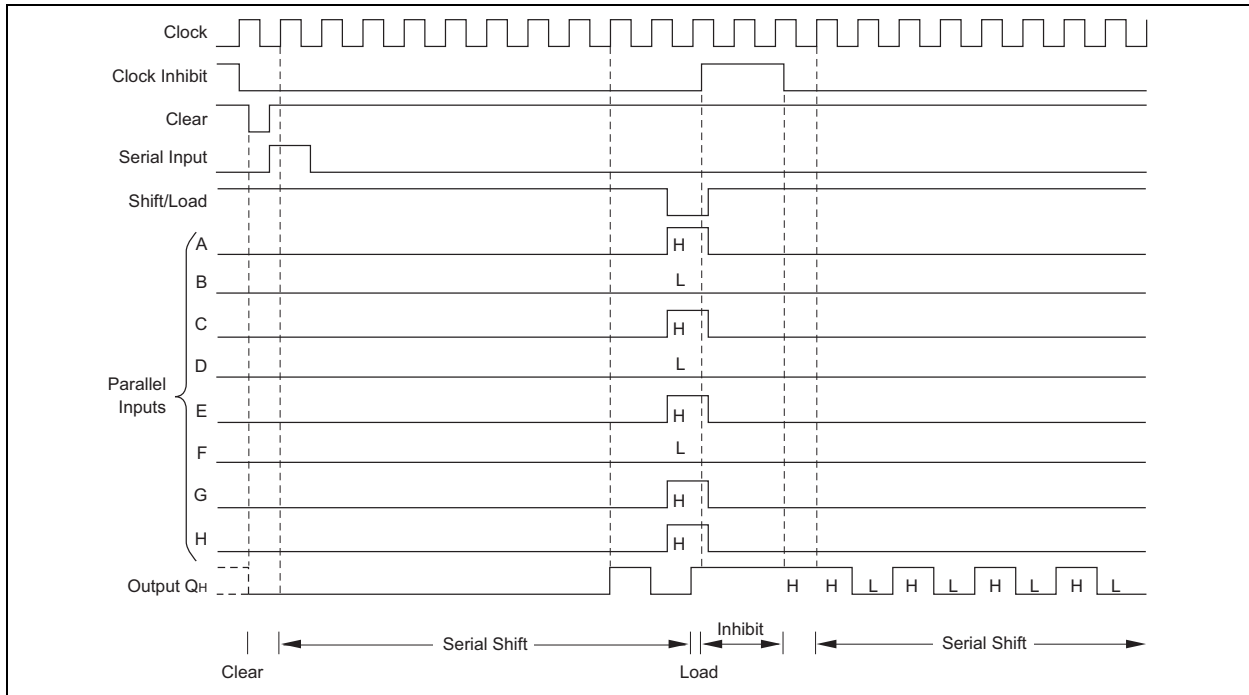 Clock
Clock Inhibit
Clear
Serial Input
Shift/Load
Parallel
Inputs
A
H
B
L
C
H
D
L
E
H
F
L
G
H
H
H
Output QH
H H L H L H L H L
Clear
Serial Shift
Load
Inhibit
Serial Shift